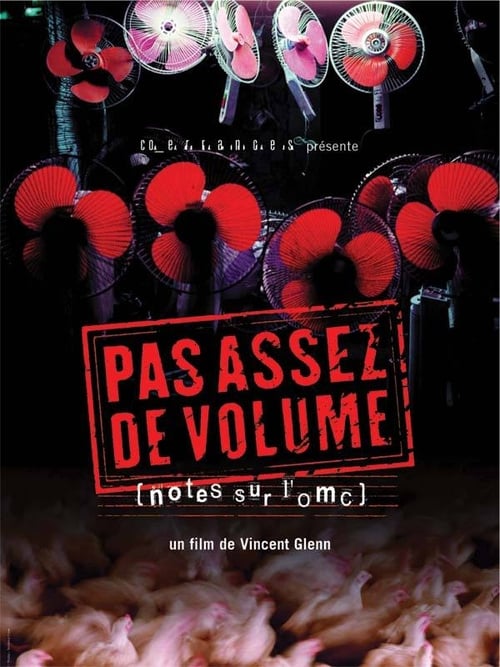 présente
PAS ASSEZ
DE VOLUME
[notes sur l'omc]
un film de Vincent Glenn